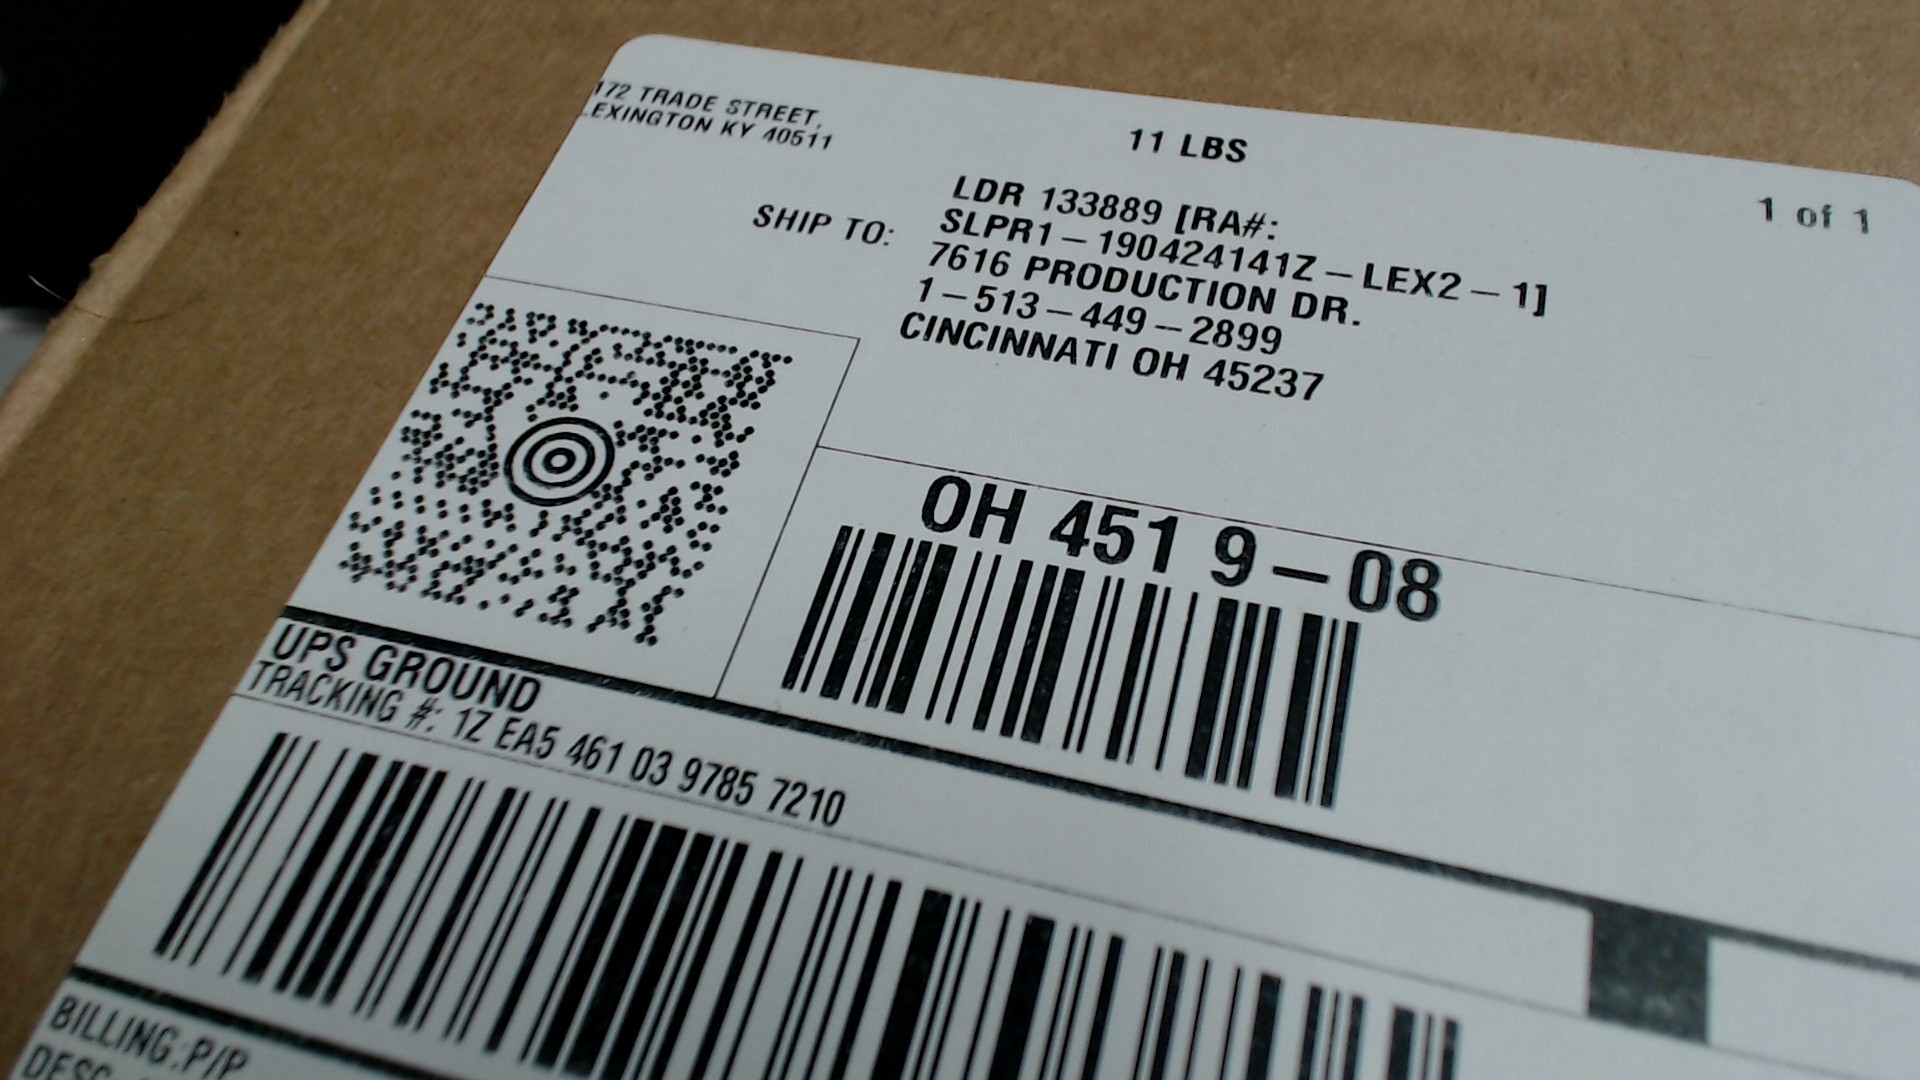 172 TRADE STREET,
LEXINGTON KY 40511
11 LBS
1 of 1
SHIP TO:
LDR 133889 [RA#:
SLPR1-190424141Z-LEX2-1]
7616 PRODUCTION DR.
1-513-449-2899
CINCINNATI OH 45237
OH 451 9-08
UPS GROUND
TRACKING #: 1Z EA5 461 03 9785 7210
BILLING:P/P
DESC